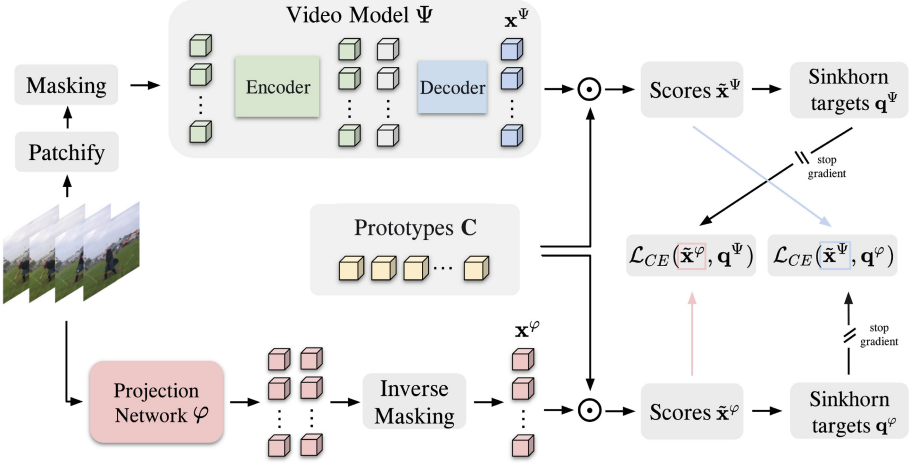 Video Model Ψ
x^Ψ
Masking
Encoder
Decoder
Scores x̃^Ψ
Sinkhorn
targets q^Ψ
Patchify
stop
gradient
Prototypes C
ℒ_CE(x̃^φ, q^Ψ)
ℒ_CE(x̃^Ψ, q^φ)
x^φ
stop
gradient
Projection
Network φ
Inverse
Masking
Scores x̃^φ
Sinkhorn
targets q^φ